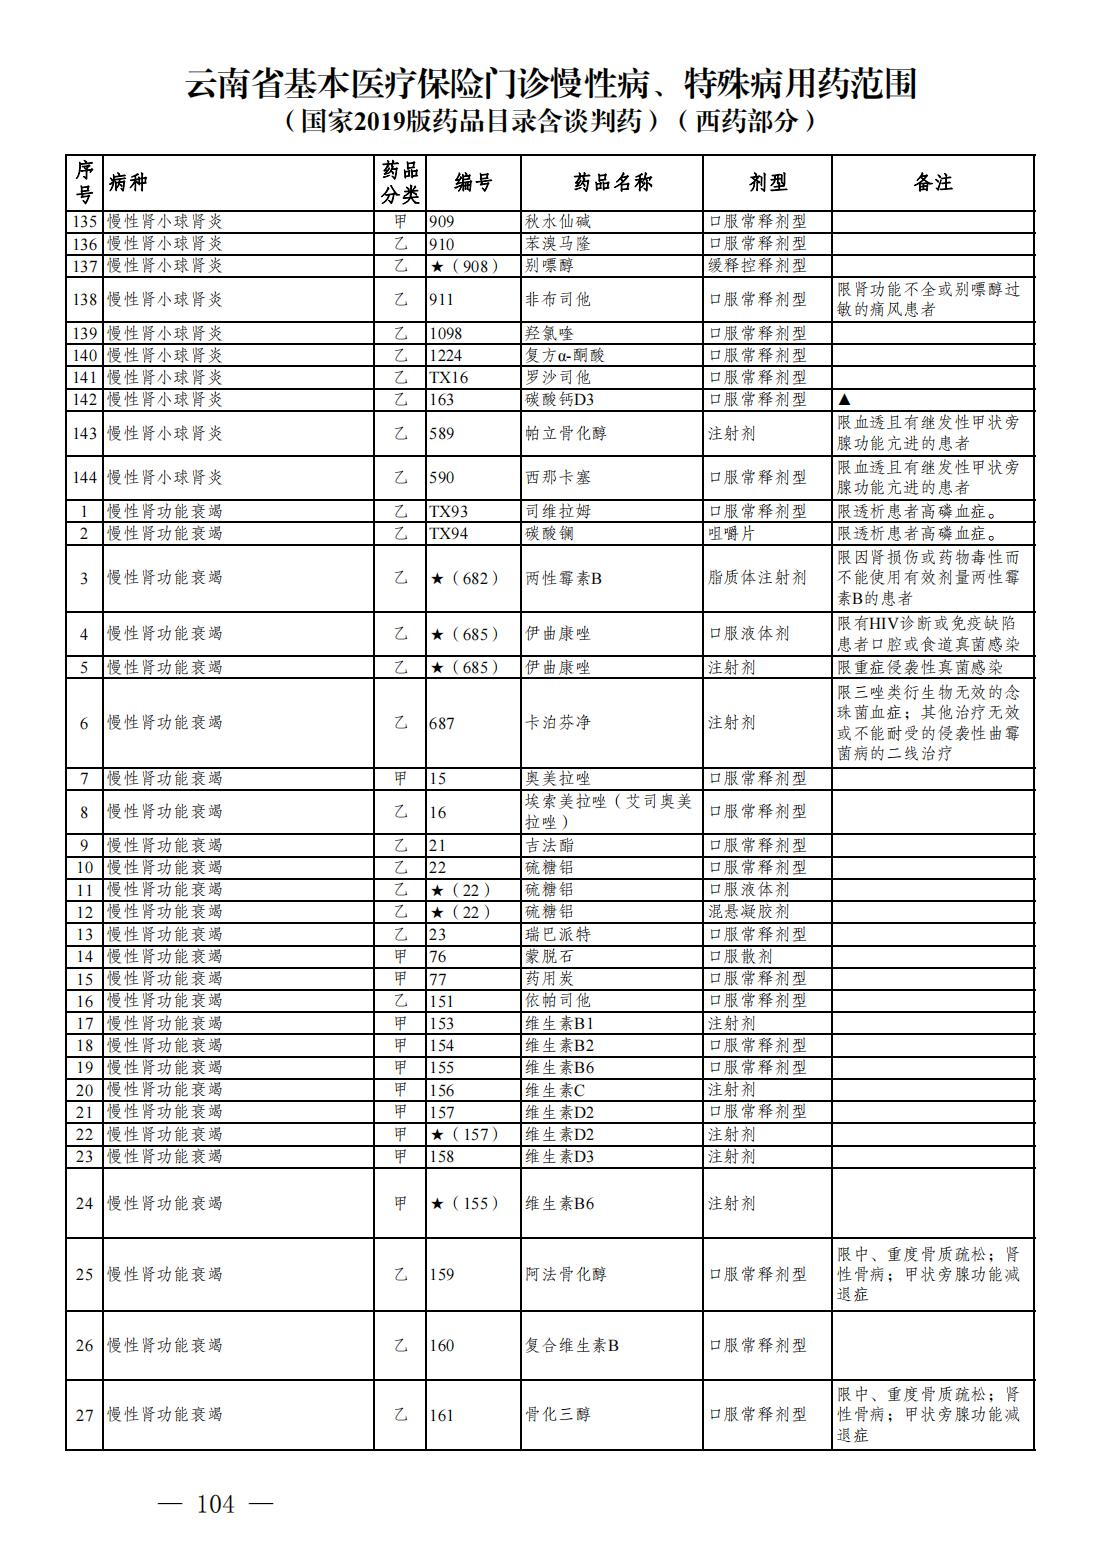 云南省基本医疗保险门诊慢性病、特殊病用药范围
（国家2019版药品目录含谈判药）（西药部分）
序号 病种 药品分类 编号 药品名称 剂型 备注
135 慢性肾小球肾炎 甲 909 秋水仙碱 口服常释剂型
136 慢性肾小球肾炎 乙 910 苯溴马隆 口服常释剂型
137 慢性肾小球肾炎 乙 ★（908） 别嘌醇 缓释控释剂型
138 慢性肾小球肾炎 乙 911 非布司他 口服常释剂型 限肾功能不全或别嘌醇过
敏的痛风患者
139 慢性肾小球肾炎 乙 1098 羟氯喹 口服常释剂型
140 慢性肾小球肾炎 乙 1224 复方α-酮酸 口服常释剂型
141 慢性肾小球肾炎 乙 TX16 罗沙司他 口服常释剂型
142 慢性肾小球肾炎 乙 163 碳酸钙D3 口服常释剂型 ▲
143 慢性肾小球肾炎 乙 589 帕立骨化醇 注射剂 限血透且有继发性甲状旁
腺功能亢进的患者
144 慢性肾小球肾炎 乙 590 西那卡塞 口服常释剂型 限血透且有继发性甲状旁
腺功能亢进的患者
1 慢性肾功能衰竭 乙 TX93 司维拉姆 口服常释剂型 限透析患者高磷血症。
2 慢性肾功能衰竭 乙 TX94 碳酸镧 咀嚼片 限透析患者高磷血症。
3 慢性肾功能衰竭 乙 ★（682） 两性霉素B 脂质体注射剂 限因肾损伤或药物毒性而
不能使用有效剂量两性霉
素B的患者
4 慢性肾功能衰竭 乙 ★（685） 伊曲康唑 口服液体剂 限有HIV诊断或免疫缺陷
患者口腔或食道真菌感染
5 慢性肾功能衰竭 乙 ★（685） 伊曲康唑 注射剂 限重症侵袭性真菌感染
6 慢性肾功能衰竭 乙 687 卡泊芬净 注射剂 限三唑类衍生物无效的念
珠菌血症；其他治疗无效
或不能耐受的侵袭性曲霉
菌病的二线治疗
7 慢性肾功能衰竭 甲 15 奥美拉唑 口服常释剂型
8 慢性肾功能衰竭 乙 16 埃索美拉唑（艾司奥美
拉唑） 口服常释剂型
9 慢性肾功能衰竭 乙 21 吉法酯 口服常释剂型
10 慢性肾功能衰竭 乙 22 硫糖铝 口服常释剂型
11 慢性肾功能衰竭 乙 ★（22） 硫糖铝 口服液体剂
12 慢性肾功能衰竭 乙 ★（22） 硫糖铝 混悬凝胶剂
13 慢性肾功能衰竭 乙 23 瑞巴派特 口服常释剂型
14 慢性肾功能衰竭 甲 76 蒙脱石 口服散剂
15 慢性肾功能衰竭 甲 77 药用炭 口服常释剂型
16 慢性肾功能衰竭 乙 151 依帕司他 口服常释剂型
17 慢性肾功能衰竭 甲 153 维生素B1 注射剂
18 慢性肾功能衰竭 甲 154 维生素B2 口服常释剂型
19 慢性肾功能衰竭 甲 155 维生素B6 口服常释剂型
20 慢性肾功能衰竭 甲 156 维生素C 注射剂
21 慢性肾功能衰竭 甲 157 维生素D2 口服常释剂型
22 慢性肾功能衰竭 甲 ★（157） 维生素D2 注射剂
23 慢性肾功能衰竭 甲 158 维生素D3 注射剂
24 慢性肾功能衰竭 甲 ★（155） 维生素B6 注射剂
25 慢性肾功能衰竭 乙 159 阿法骨化醇 口服常释剂型 限中、重度骨质疏松；肾
性骨病；甲状旁腺功能减
退症
26 慢性肾功能衰竭 乙 160 复合维生素B 口服常释剂型
27 慢性肾功能衰竭 乙 161 骨化三醇 口服常释剂型 限中、重度骨质疏松；肾
性骨病；甲状旁腺功能减
退症
— 104 —